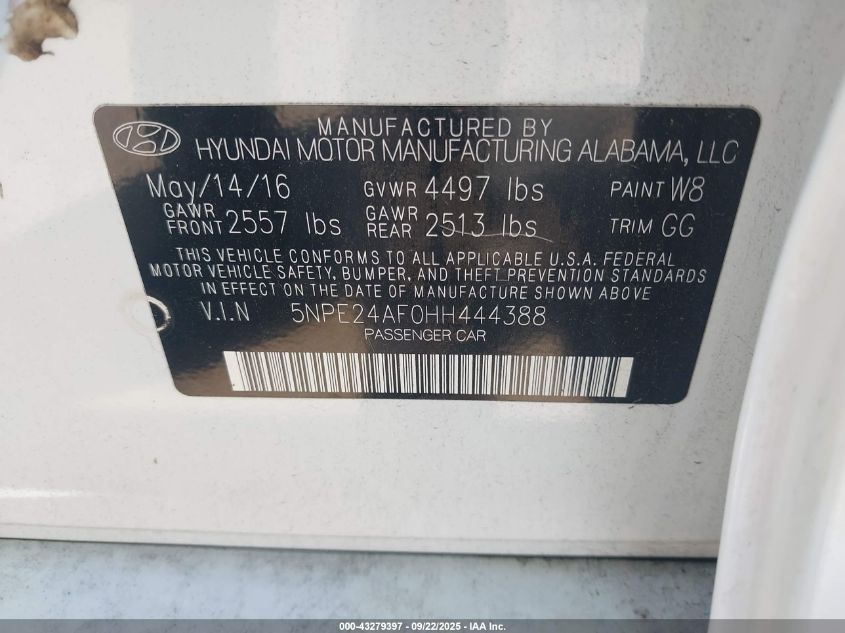 MANUFACTURED BY
HYUNDAI MOTOR MANUFACTURING ALABAMA, LLC
May/14/16 GVWR 4497 lbs PAINT W8
GAWR FRONT 2557 lbs GAWR REAR 2513 lbs TRIM GG
THIS VEHICLE CONFORMS TO ALL APPLICABLE U.S.A. FEDERAL
MOTOR VEHICLE SAFETY, BUMPER, AND THEFT PREVENTION STANDARDS
IN EFFECT ON THE DATE OF MANUFACTURE SHOWN ABOVE
V.I.N 5NPE24AF0HH444388
PASSENGER CAR
000-43279397 - 09/22/2025 - IAA Inc.